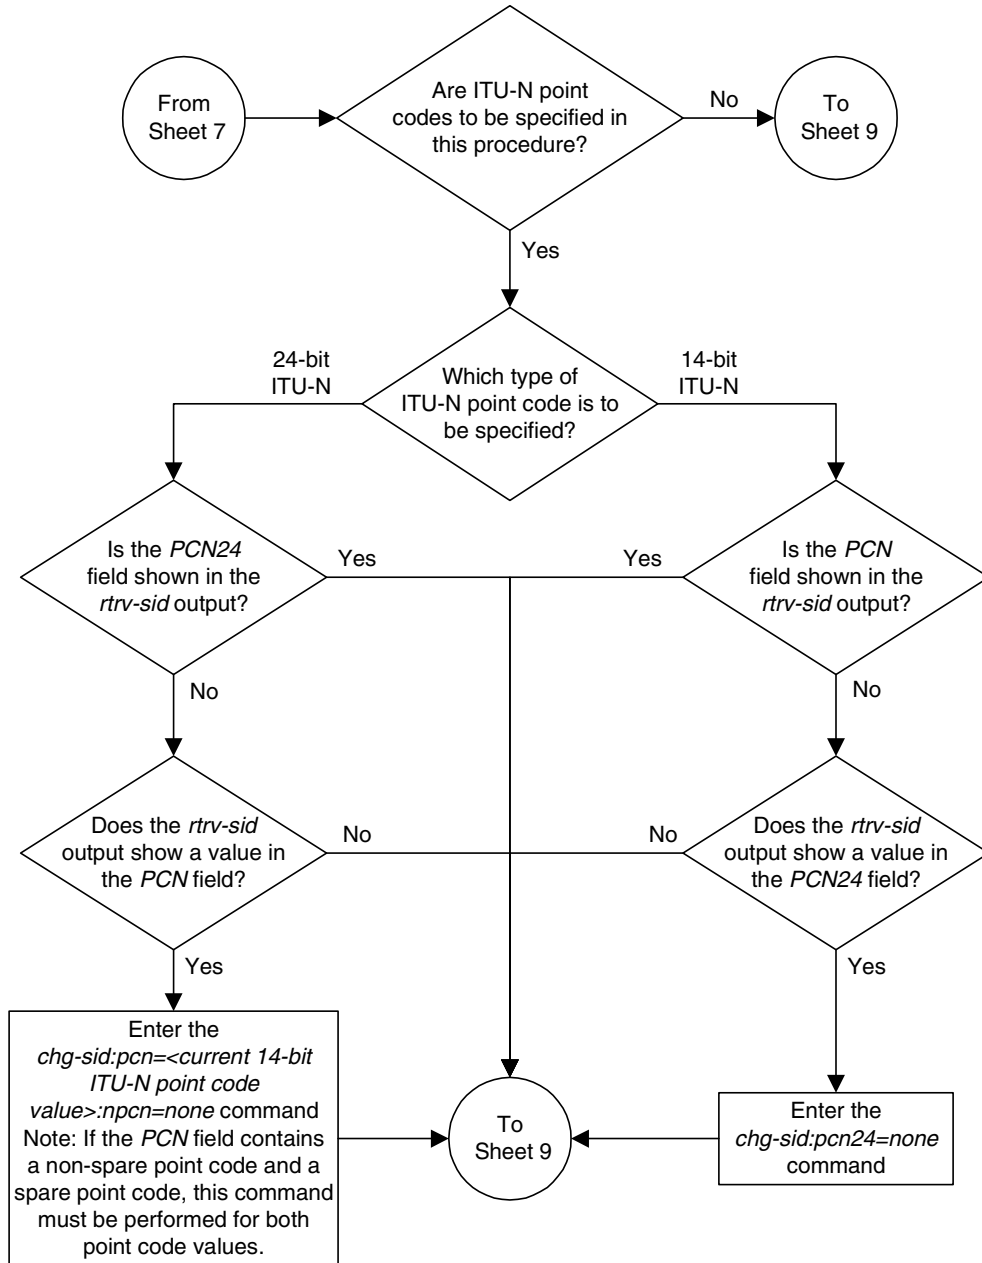 From
Sheet 7
Are ITU-N point
codes to be specified in
this procedure?
No
To
Sheet 9
Yes
24-bit
ITU-N
Which type of
ITU-N point code is to
be specified?
14-bit
ITU-N
Is the PCN24
field shown in the
rtrv-sid output?
Yes
Yes
Is the PCN
field shown in the
rtrv-sid output?
No
No
Does the rtrv-sid
output show a value in
the PCN field?
No
No
Does the rtrv-sid
output show a value in
the PCN24 field?
Yes
Yes
Enter the
chg-sid:pcn=<current 14-bit
ITU-N point code
value>:npcn=none command
Note: If the PCN field contains
a non-spare point code and a
spare point code, this command
must be performed for both
point code values.
To
Sheet 9
Enter the
chg-sid:pcn24=none
command